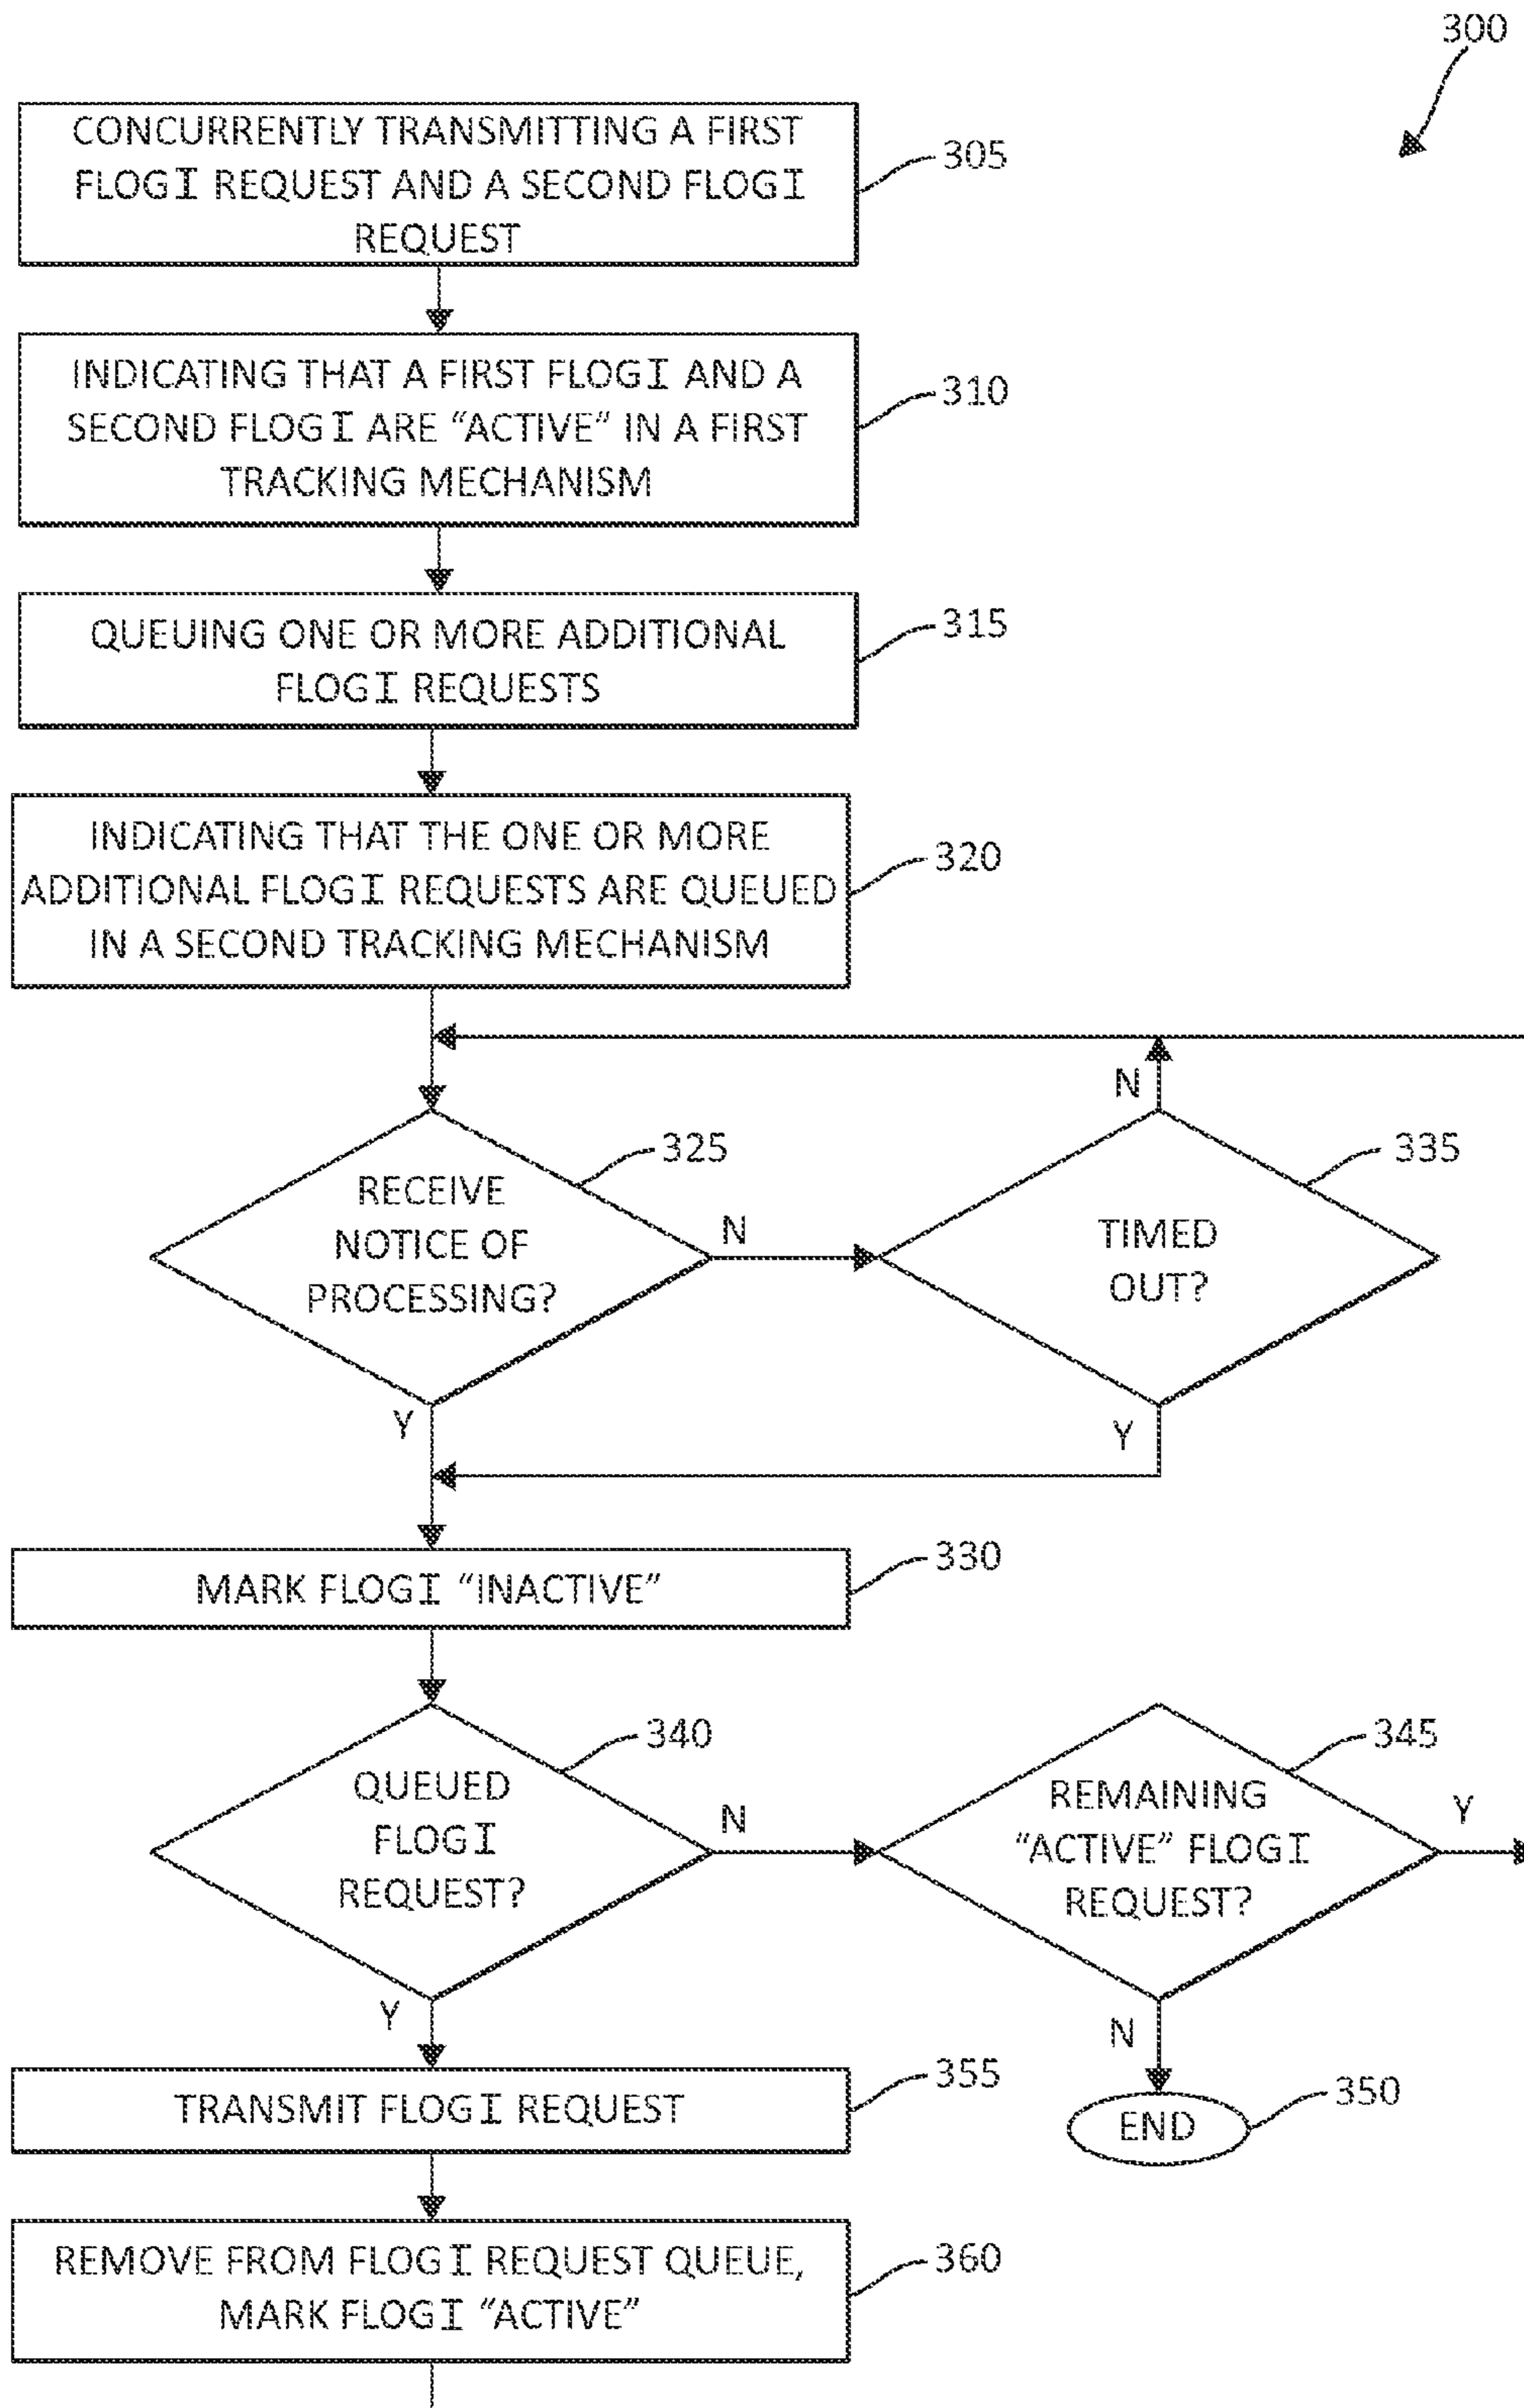 300
CONCURRENTLY TRANSMITTING A FIRST
FLOGI REQUEST AND A SECOND FLOGI
REQUEST
305
INDICATING THAT A FIRST FLOGI AND A
SECOND FLOGI ARE “ACTIVE” IN A FIRST
TRACKING MECHANISM
310
QUEUING ONE OR MORE ADDITIONAL
FLOGI REQUESTS
315
INDICATING THAT THE ONE OR MORE
ADDITIONAL FLOGI REQUESTS ARE QUEUED
IN A SECOND TRACKING MECHANISM
320
RECEIVE
NOTICE OF
PROCESSING?
325
N
Y
TIMED
OUT?
335
N
Y
MARK FLOGI “INACTIVE”
330
QUEUED
FLOGI
REQUEST?
340
N
Y
REMAINING
“ACTIVE” FLOGI
REQUEST?
345
Y
N
END
350
TRANSMIT FLOGI REQUEST
355
REMOVE FROM FLOGI REQUEST QUEUE,
MARK FLOGI “ACTIVE”
360